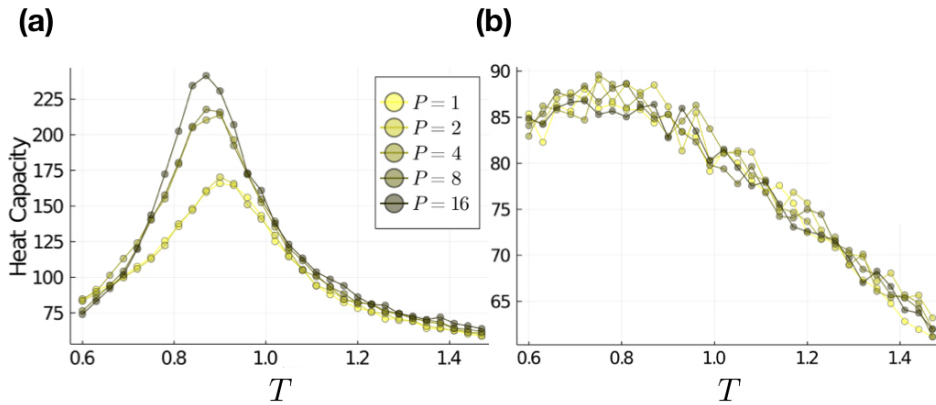 (a)
(b)
Heat Capacity
225
200
175
150
125
100
75
0.6 0.8 1.0 1.2 1.4
T
P = 1
P = 2
P = 4
P = 8
P = 16
90
85
80
75
70
65
0.6 0.8 1.0 1.2 1.4
T